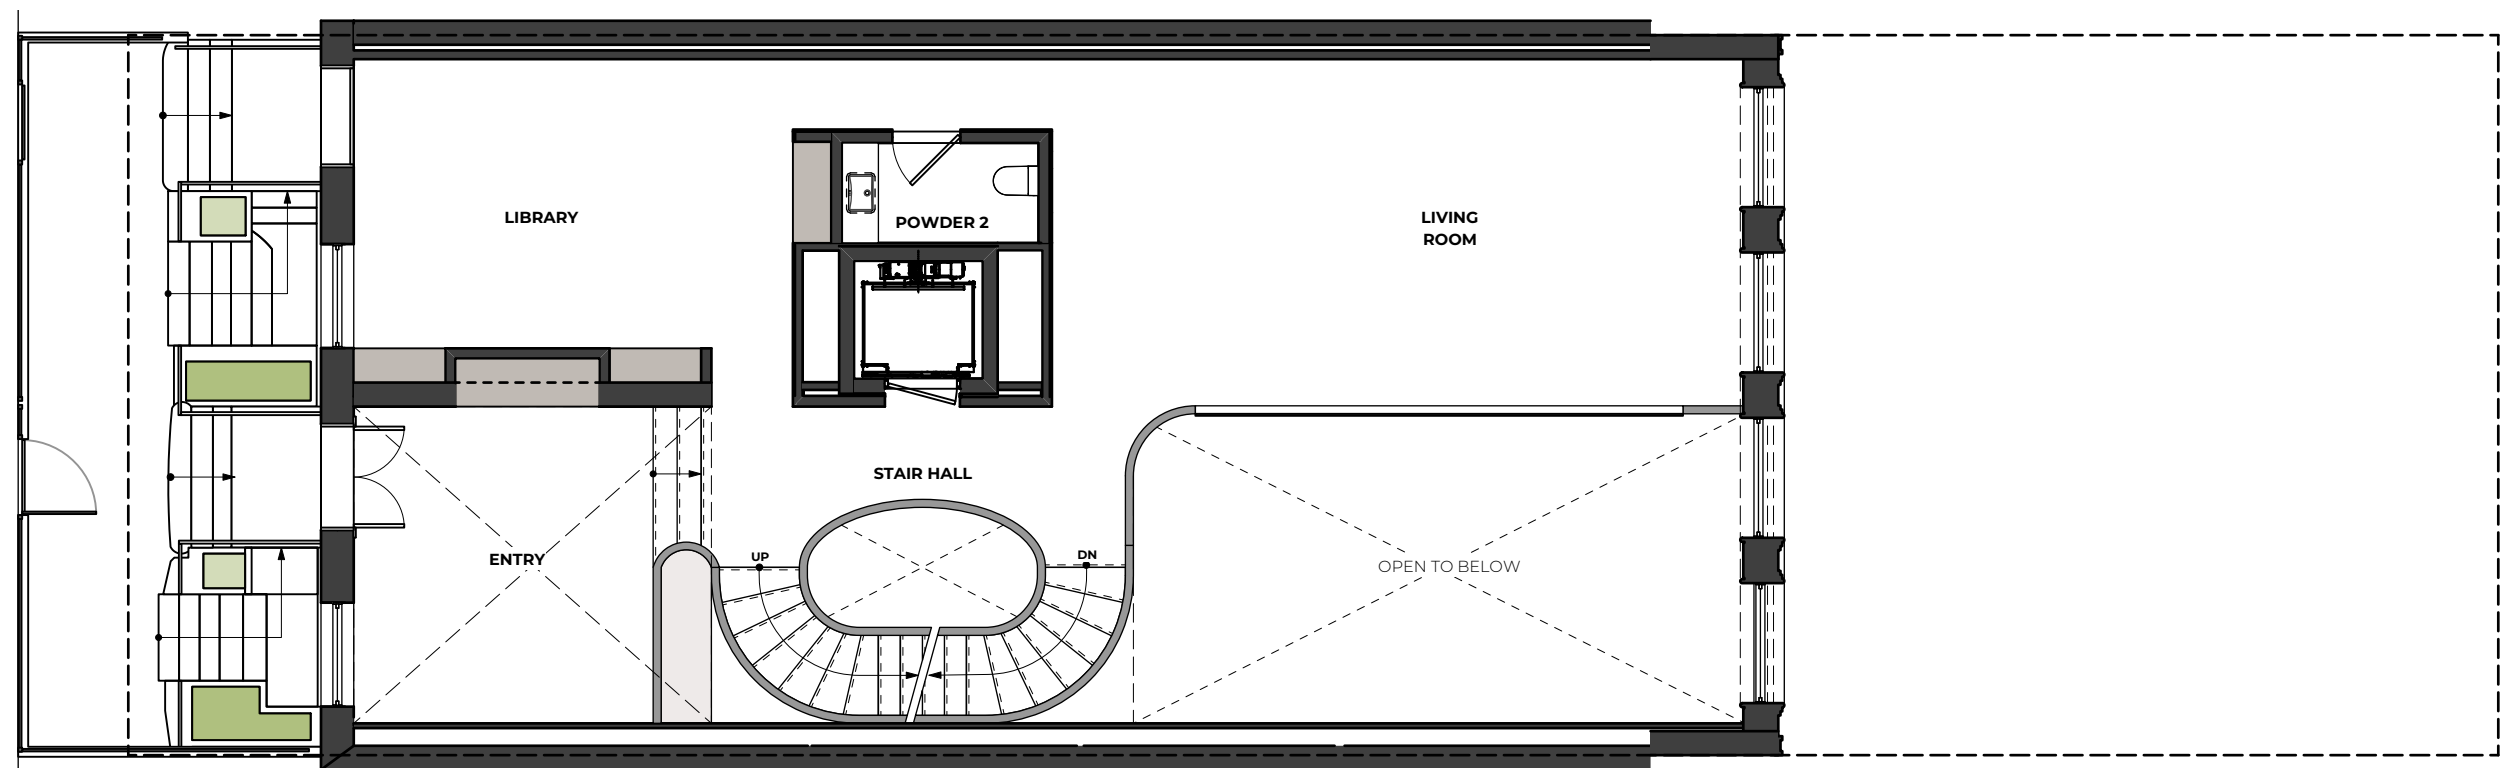 LIBRARY
POWDER 2
LIVING
ROOM
STAIR HALL
ENTRY
UP
DN
OPEN TO BELOW